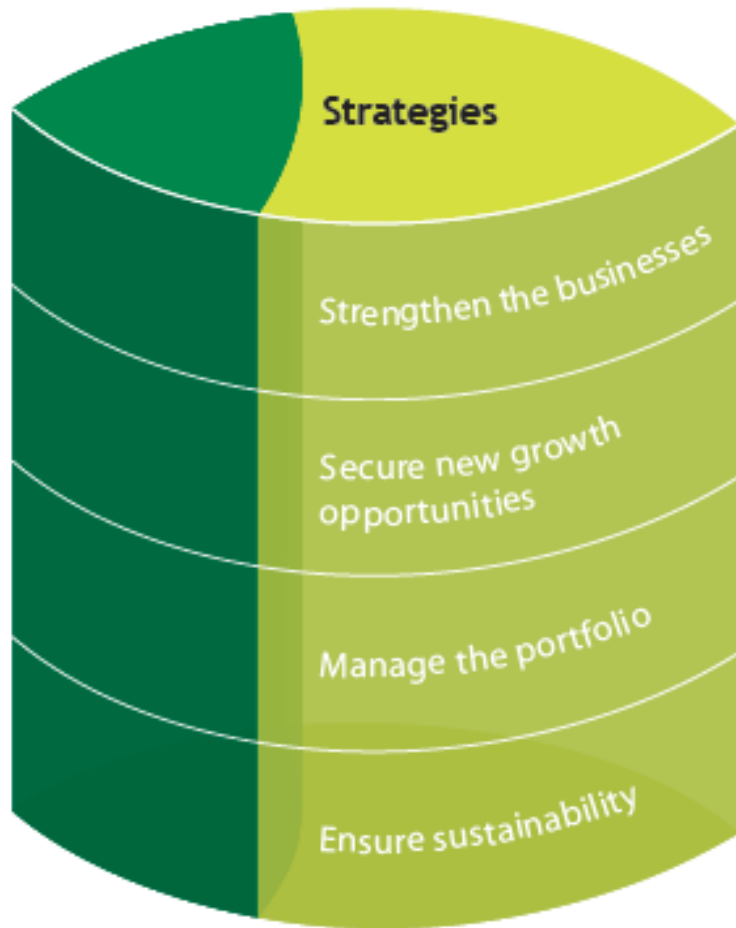 Strategies
Strengthen the businesses
Secure new growth
opportunities
Manage the portfolio
Ensure sustainability